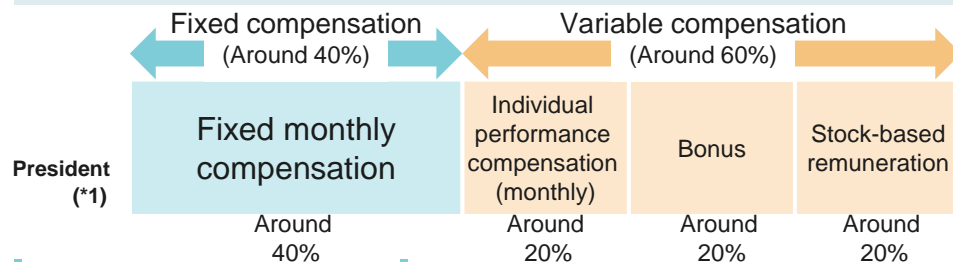 Fixed compensation
(Around 40%)
Variable compensation
(Around 60%)
President
(*1)
Fixed monthly
compensation
Individual
performance
compensation
(monthly)
Bonus
Stock-based
remuneration
Around
40%
Around
20%
Around
20%
Around
20%